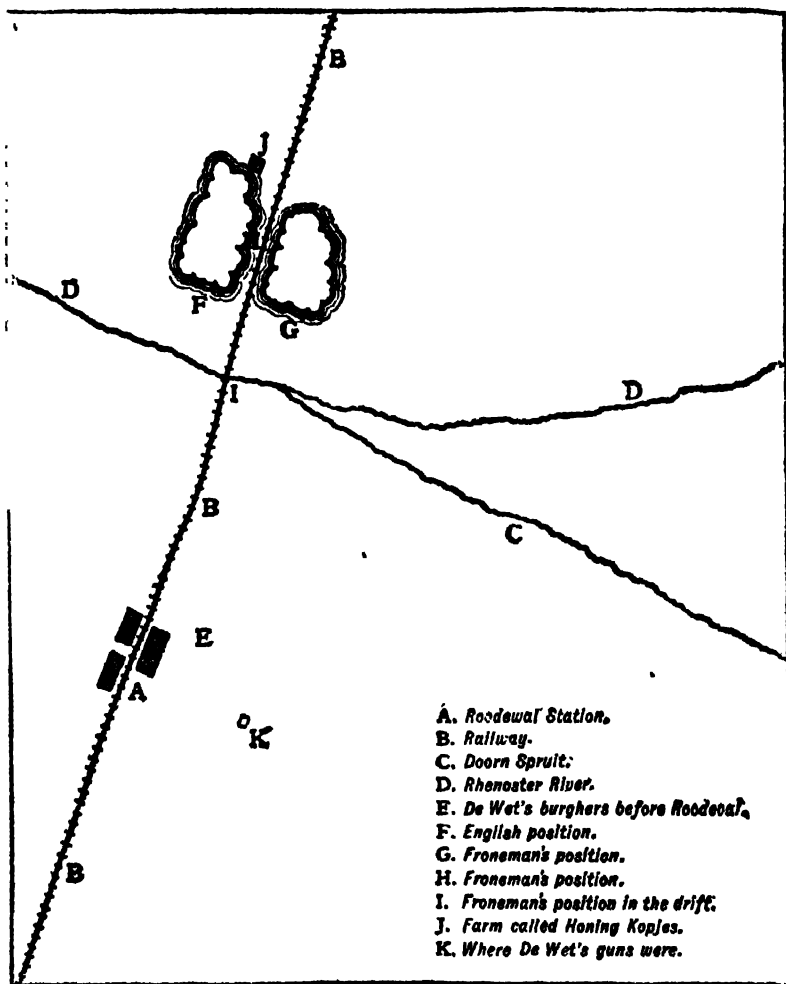 B
J
D
F
G
I
D
B
C
E
A
K
B
A. Roodewal Station.
B. Railway.
C. Doorn Spruit.
D. Rhenoster River.
E. De Wet's burghers before Roodewal.
F. English position.
G. Froneman's position.
H. Froneman's position.
I. Froneman's position in the drift.
J. Farm called Honing Kopjes.
K. Where De Wet's guns were.